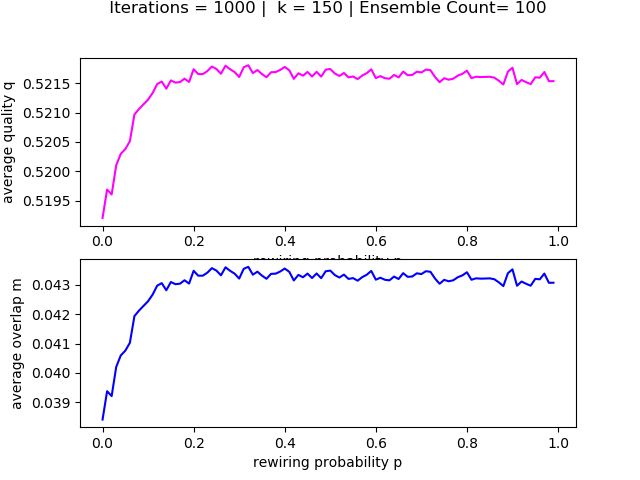 Iterations = 1000 |  k = 150 | Ensemble Count= 100
average quality q
0.5215
0.5210
0.5205
0.5200
0.5195
0.0 0.2 0.4 0.6 0.8 1.0
rewiring probability p
average overlap m
0.043
0.042
0.041
0.040
0.039
0.0 0.2 0.4 0.6 0.8 1.0
rewiring probability p